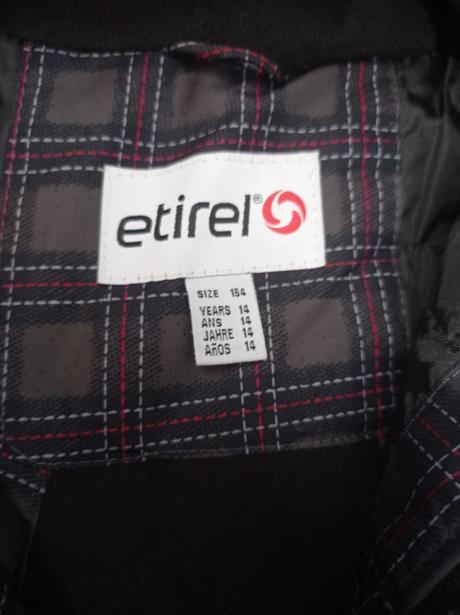 etirel®
SIZE 164
YEARS 14
ANS 14
JAHRE 14
AÑOS 14